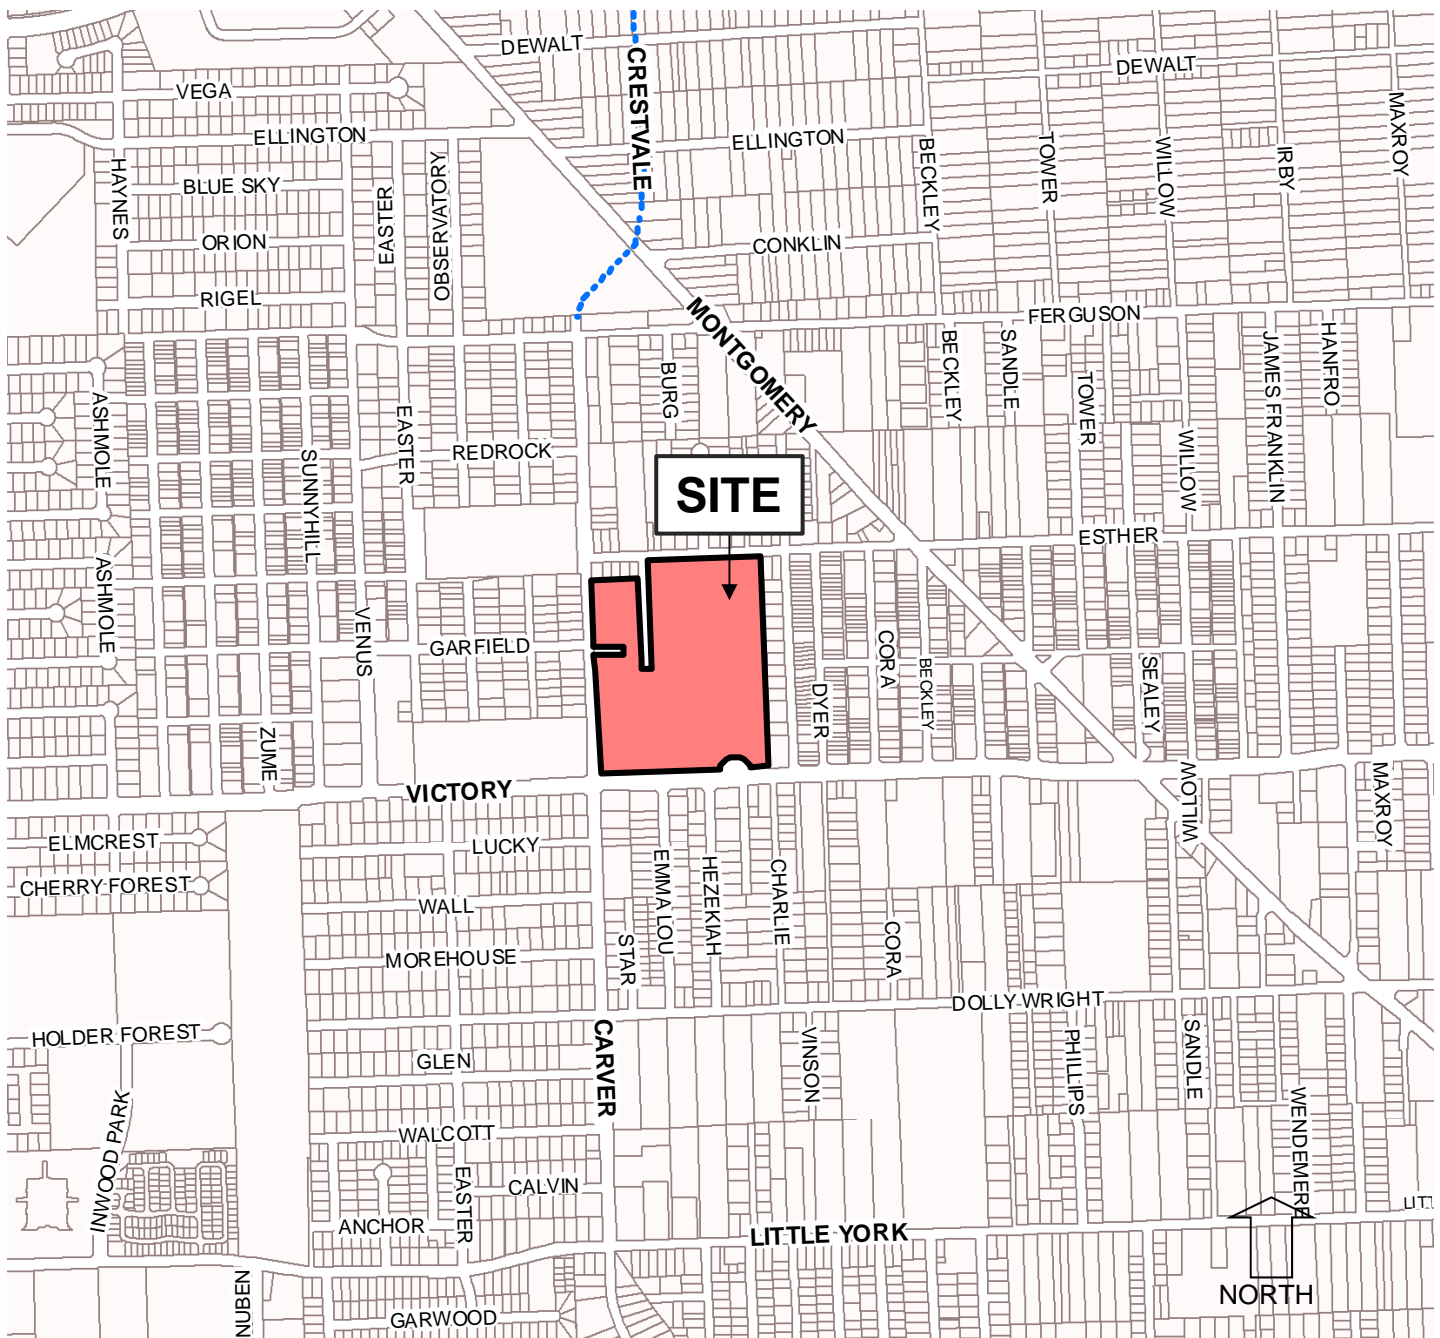 DEWALT
CRESTVALE
DEWALT
VEGA
MAXROY
ELLINGTON
ELLINGTON
HAYNES
OBSERVATORY
BECKLEY
TOWER
WILLOW
IRBY
BLUE SKY
EASTER
ORION
CONKLIN
RIGEL
MONTGOMERY
FERGUSON
BURG
BECKLEY
SANDLE
TOWER
JAMES FRANKLIN
HANFRO
ASHMOLE
EASTER
REDROCK
SUNNYHILL
WILLOW
SITE
ESTHER
ASHMOLE
VENUS
GARFIELD
CORA
BECKLEY
SEALEY
DYER
ZUME
VICTORY
WILLOW
MAXROY
ELMCREST
LUCKY
CHERRY FOREST
EMMA LOU
HEZEKIAH
CHARLIE
WALL
STAR
CORA
MOREHOUSE
DOLLY WRIGHT
HOLDER FOREST
CARVER
VINSON
PHILLIPS
SANDLE
GLEN
INWOOD PARK
WENDEMERE
WALCOTT
EASTER
CALVIN
ANCHOR
LITTLE YORK
LITT
NUBEN
GARWOOD
NORTH